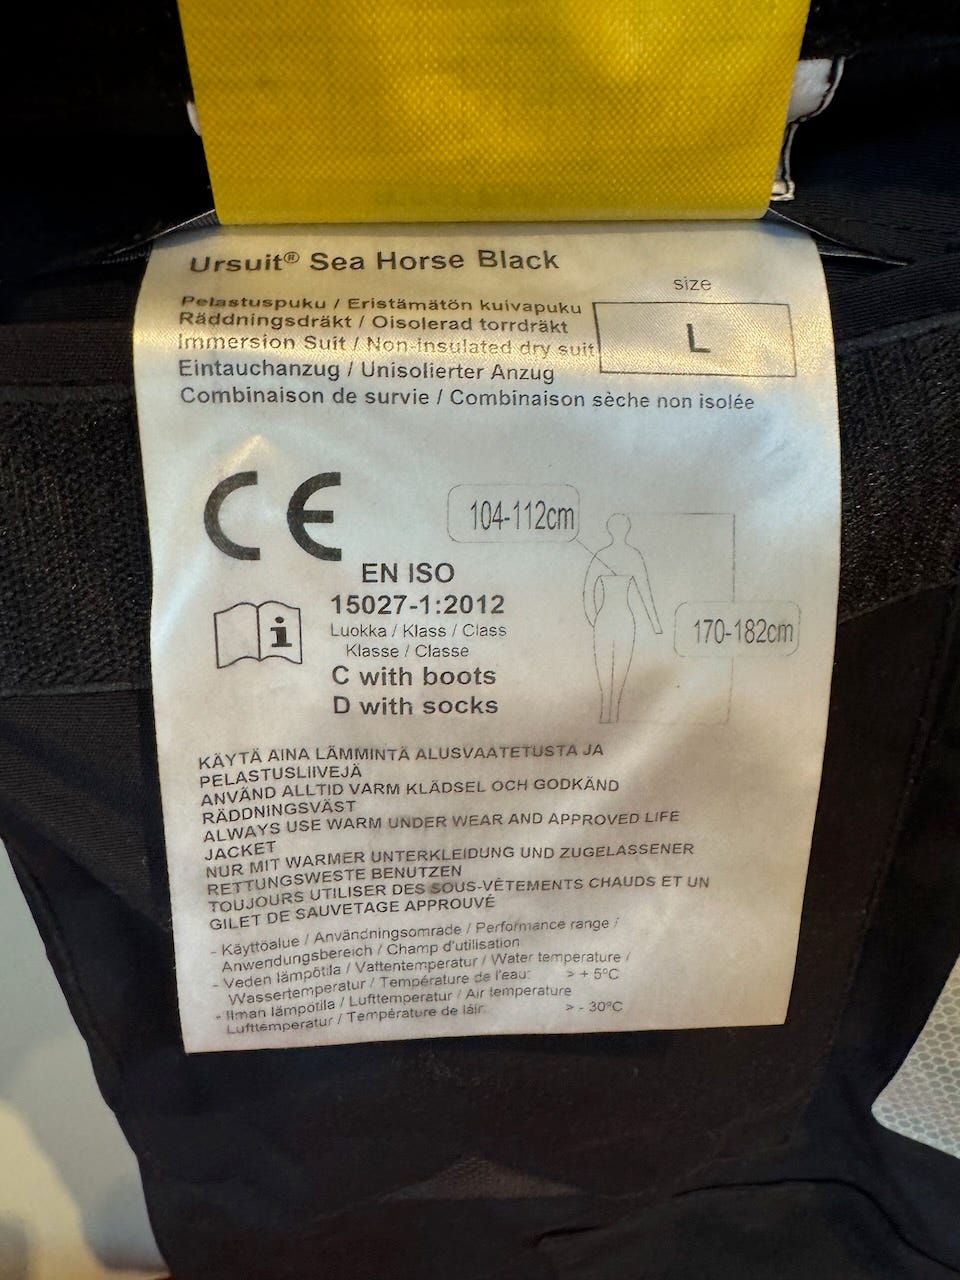 Ursuit® Sea Horse Black
size
L
Pelastuspuku / Eristämätön kuivapuku
Räddningsdräkt / Oisolerad torrdräkt
Immersion Suit / Non-insulated dry suit
Eintauchanzug / Unisolierter Anzug
Combinaison de survie / Combinaison sèche non isolée
CE
104-112cm
170-182cm
EN ISO
15027-1:2012
i
Luokka / Klass / Class
Klasse / Classe
C with boots
D with socks
KÄYTÄ AINA LÄMMINTÄ ALUSVAATETUSTA JA
PELASTUSLIIVEJÄ
ANVÄND ALLTID VARM KLÄDSEL OCH GODKÄND
RÄDDNINGSVÄST
ALWAYS USE WARM UNDER WEAR AND APPROVED LIFE
JACKET
NUR MIT WARMER UNTERKLEIDUNG UND ZUGELASSENER
RETTUNGSWESTE BENUTZEN
TOUJOURS UTILISER DES SOUS-VÊTEMENTS CHAUDS ET UN
GILET DE SAUVETAGE APPROUVÉ
- Käyttöalue / Användningsområde / Performance range /
Anwendungsbereich / Champ d'utilisation
- Veden lämpötila / Vattentemperatur / Water temperature /
Wassertemperatur / Température de l'eau: > + 5°C
- Ilman lämpötila / Lufttemperatur / Air temperature
Lufttemperatur / Température de láir: > - 30°C